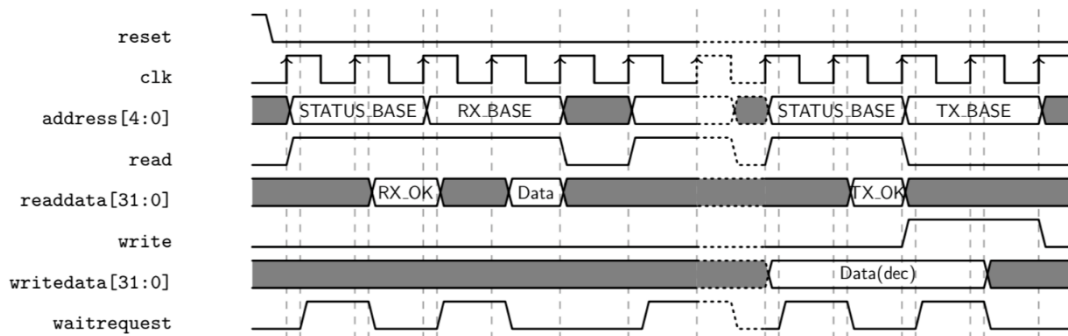 reset
clk
address[4:0] STATUS_BASE RX_BASE STATUS_BASE TX_BASE
read
readdata[31:0] RX_OK Data TX_OK
write
writedata[31:0] Data(dec)
waitrequest